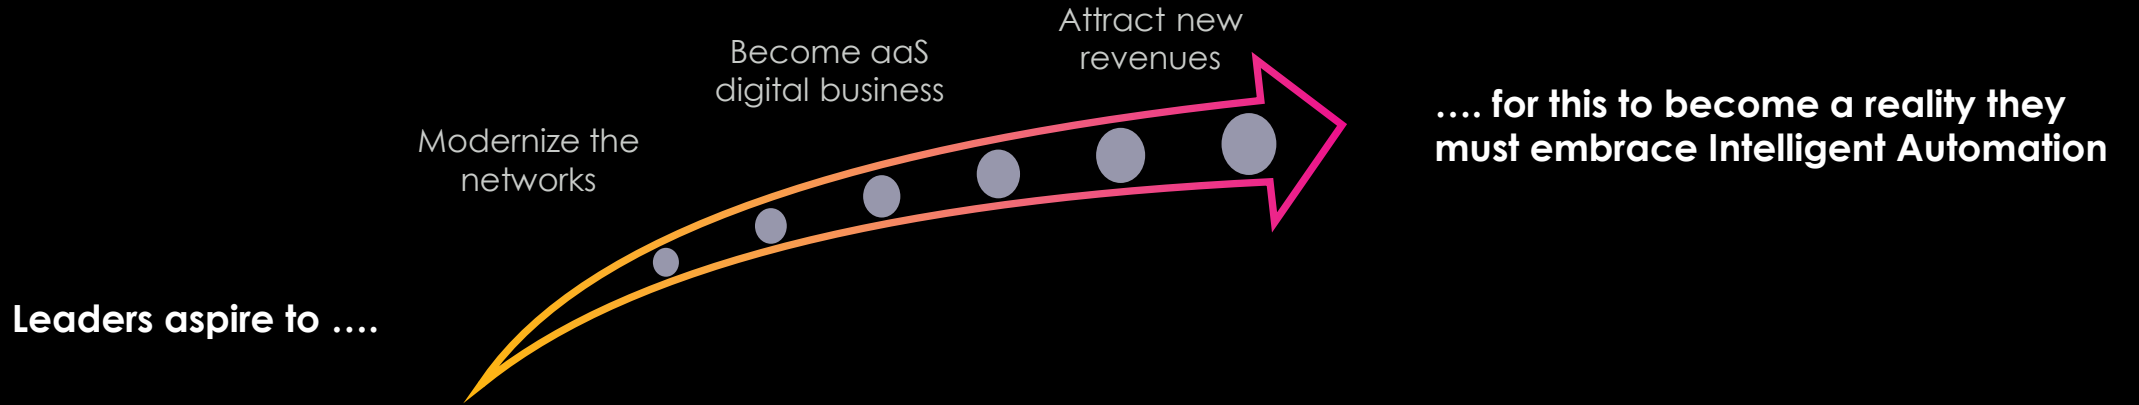 Leaders aspire to ....
Modernize the
networks
Become aaS
digital business
Attract new
revenues
.... for this to become a reality they
must embrace Intelligent Automation